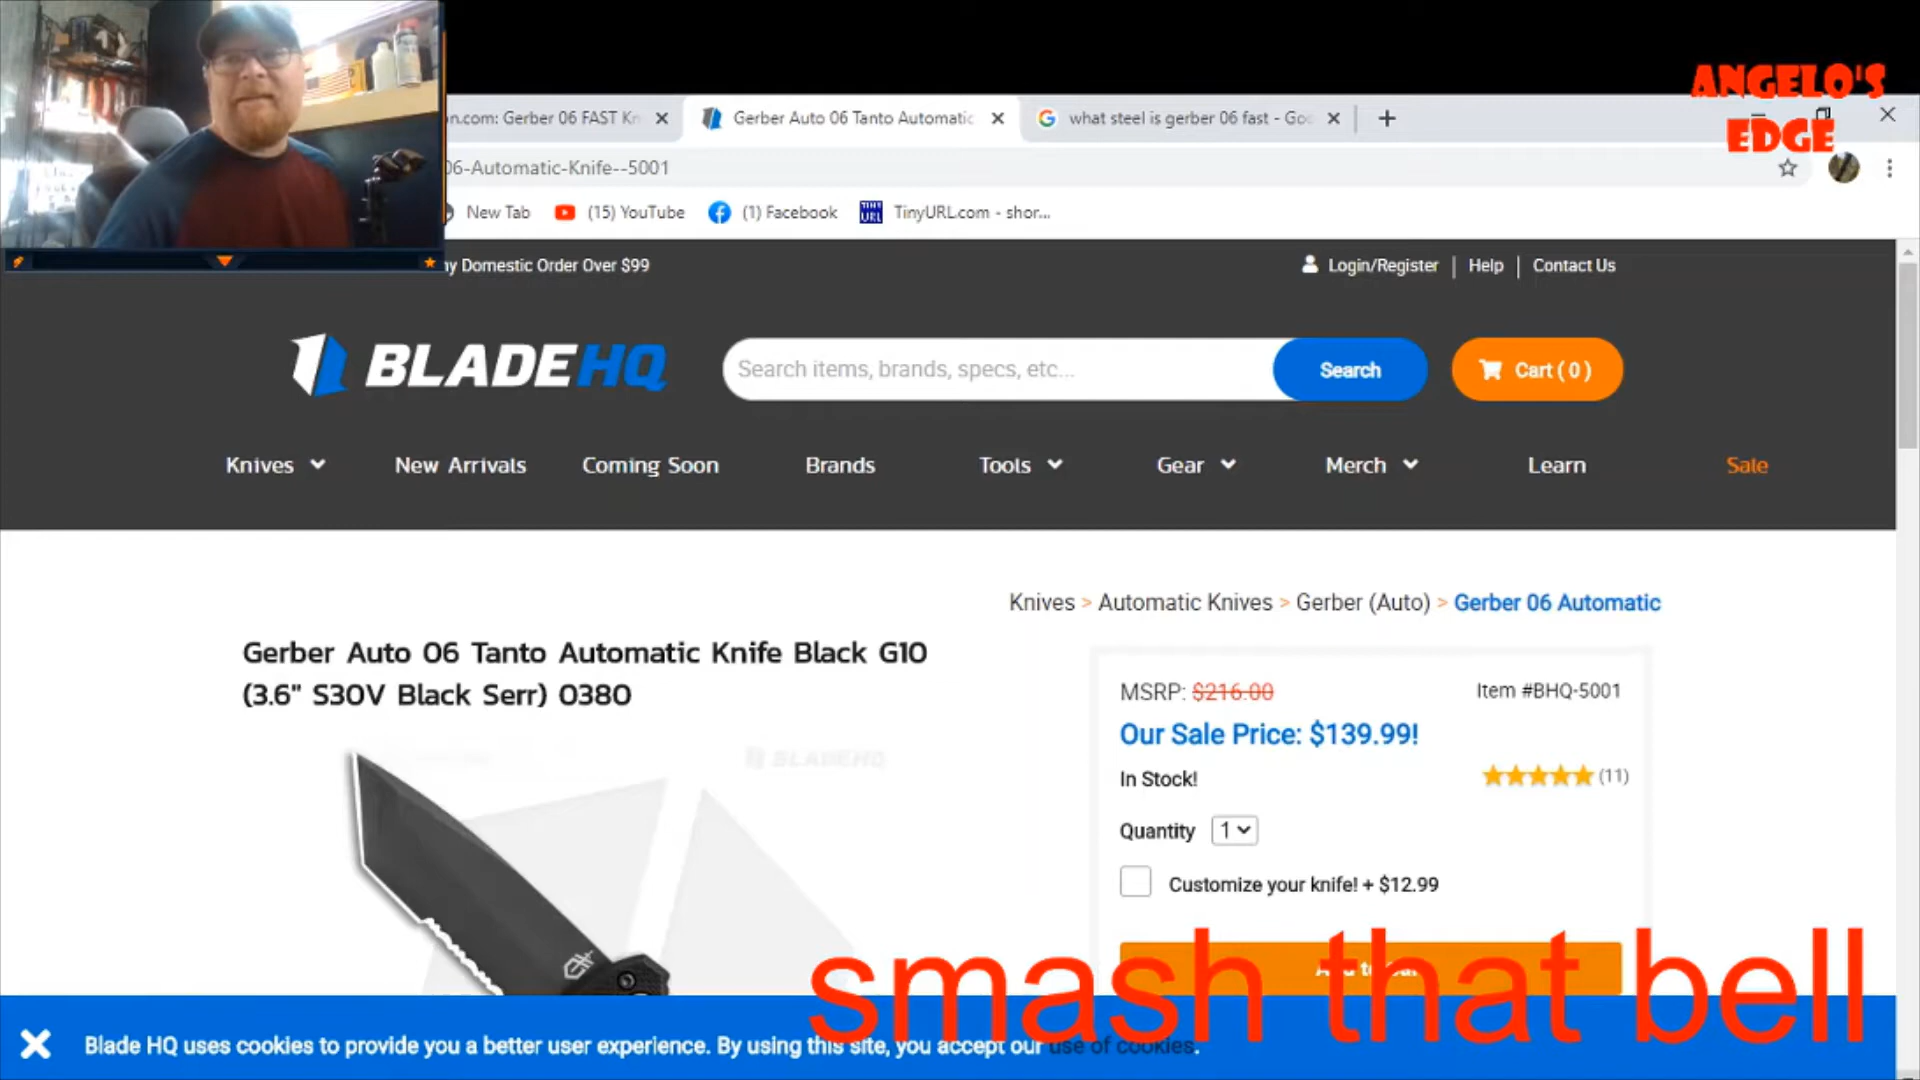 ANGELO'S
EDGE
n.com: Gerber 06 FAST Kn
Gerber Auto 06 Tanto Automatic
what steel is gerber 06 fast - Goo
06-Automatic-Knife--5001
New Tab
(15) YouTube
(1) Facebook
TINY URL
TinyURL.com - shor...
ny Domestic Order Over $99
Login/Register | Help | Contact Us
BLADEHQ
Search items, brands, specs, etc...
Search
Cart ( 0 )
Knives
New Arrivals
Coming Soon
Brands
Tools
Gear
Merch
Learn
Sale
Knives > Automatic Knives > Gerber (Auto) > Gerber 06 Automatic
Gerber Auto 06 Tanto Automatic Knife Black G10
(3.6" S30V Black Serr) 0380
MSRP: $216.00
Item #BHQ-5001
Our Sale Price: $139.99!
BLADEHQ
In Stock!
(11)
Quantity 1
Customize your knife! + $12.99
smash that bell
Blade HQ uses cookies to provide you a better user experience. By using this site, you accept our use of cookies.